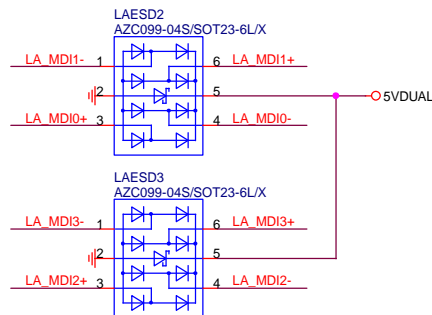 LAESD2
AZC099-04S/SOT23-6L/X
LA_MDI1- 1 6 LA_MDI1+
2 5 5VDUAL
LA_MDI0+ 3 4 LA_MDI0-
LAESD3
AZC099-04S/SOT23-6L/X
LA_MDI3- 1 6 LA_MDI3+
2 5
LA_MDI2+ 3 4 LA_MDI2-